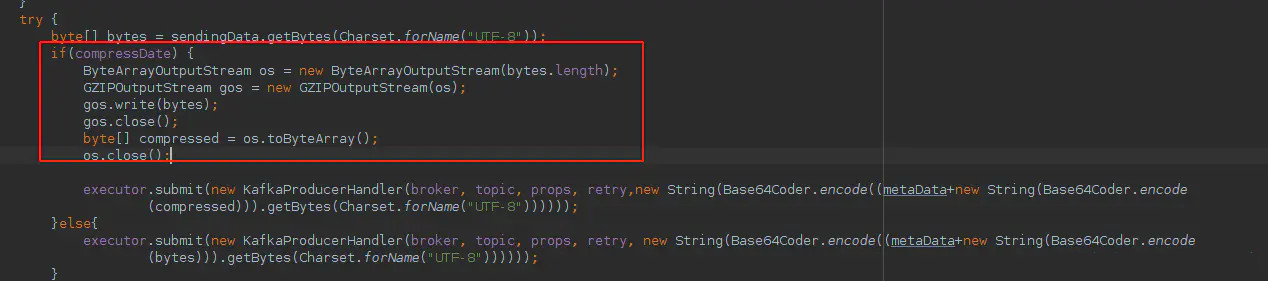 }
try {
byte[] bytes = sendingData.getBytes(Charset.forName("UTF-8"));
if(compressDate) {
ByteArrayOutputStream os = new ByteArrayOutputStream(bytes.length);
GZIPOutputStream gos = new GZIPOutputStream(os);
gos.write(bytes);
gos.close();
byte[] compressed = os.toByteArray();
os.close();
executor.submit(new KafkaProducerHandler(broker, topic, props, retry,new String(Base64Coder.encode((metaData+new String(Base64Coder.encode
(compressed))).getBytes(Charset.forName("UTF-8"))))));
}else{
executor.submit(new KafkaProducerHandler(broker, topic, props, retry, new String(Base64Coder.encode((metaData+new String(Base64Coder.encode
(bytes))).getBytes(Charset.forName("UTF-8"))))));
}